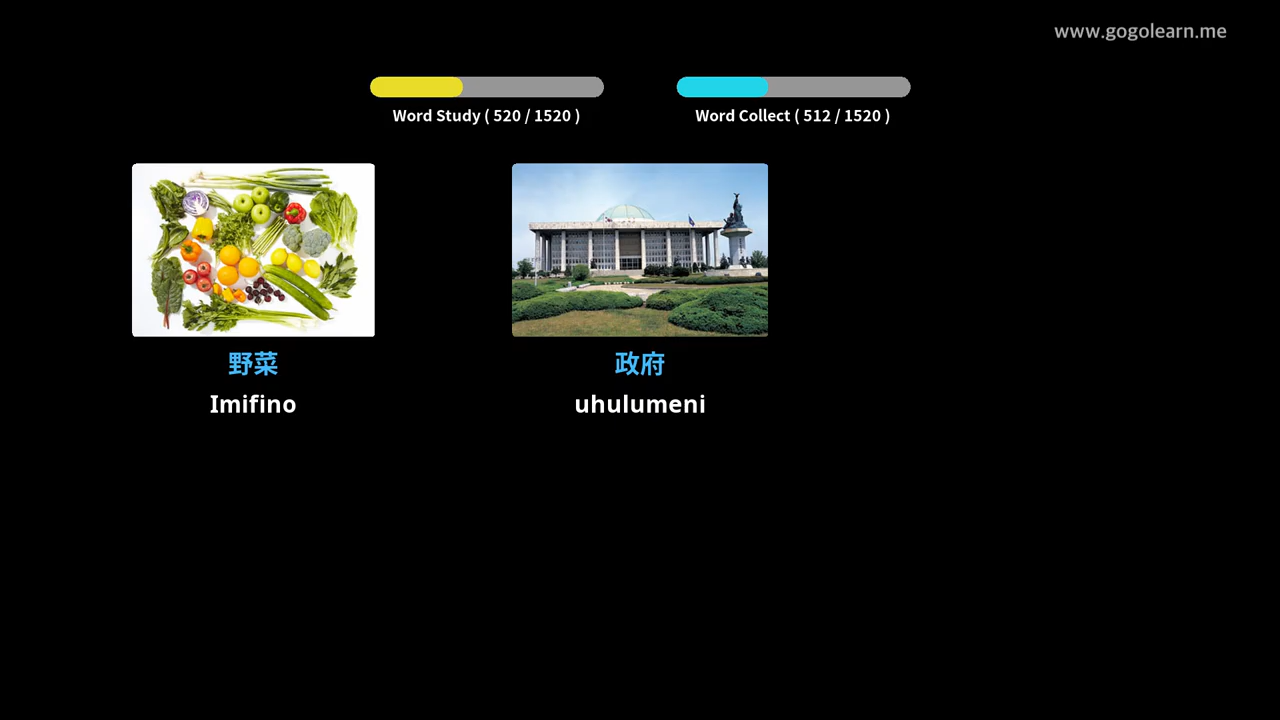 www.gogolearn.me
Word Study ( 520 / 1520 )
Word Collect ( 512 / 1520 )
野菜
Imifino
政府
uhulumeni